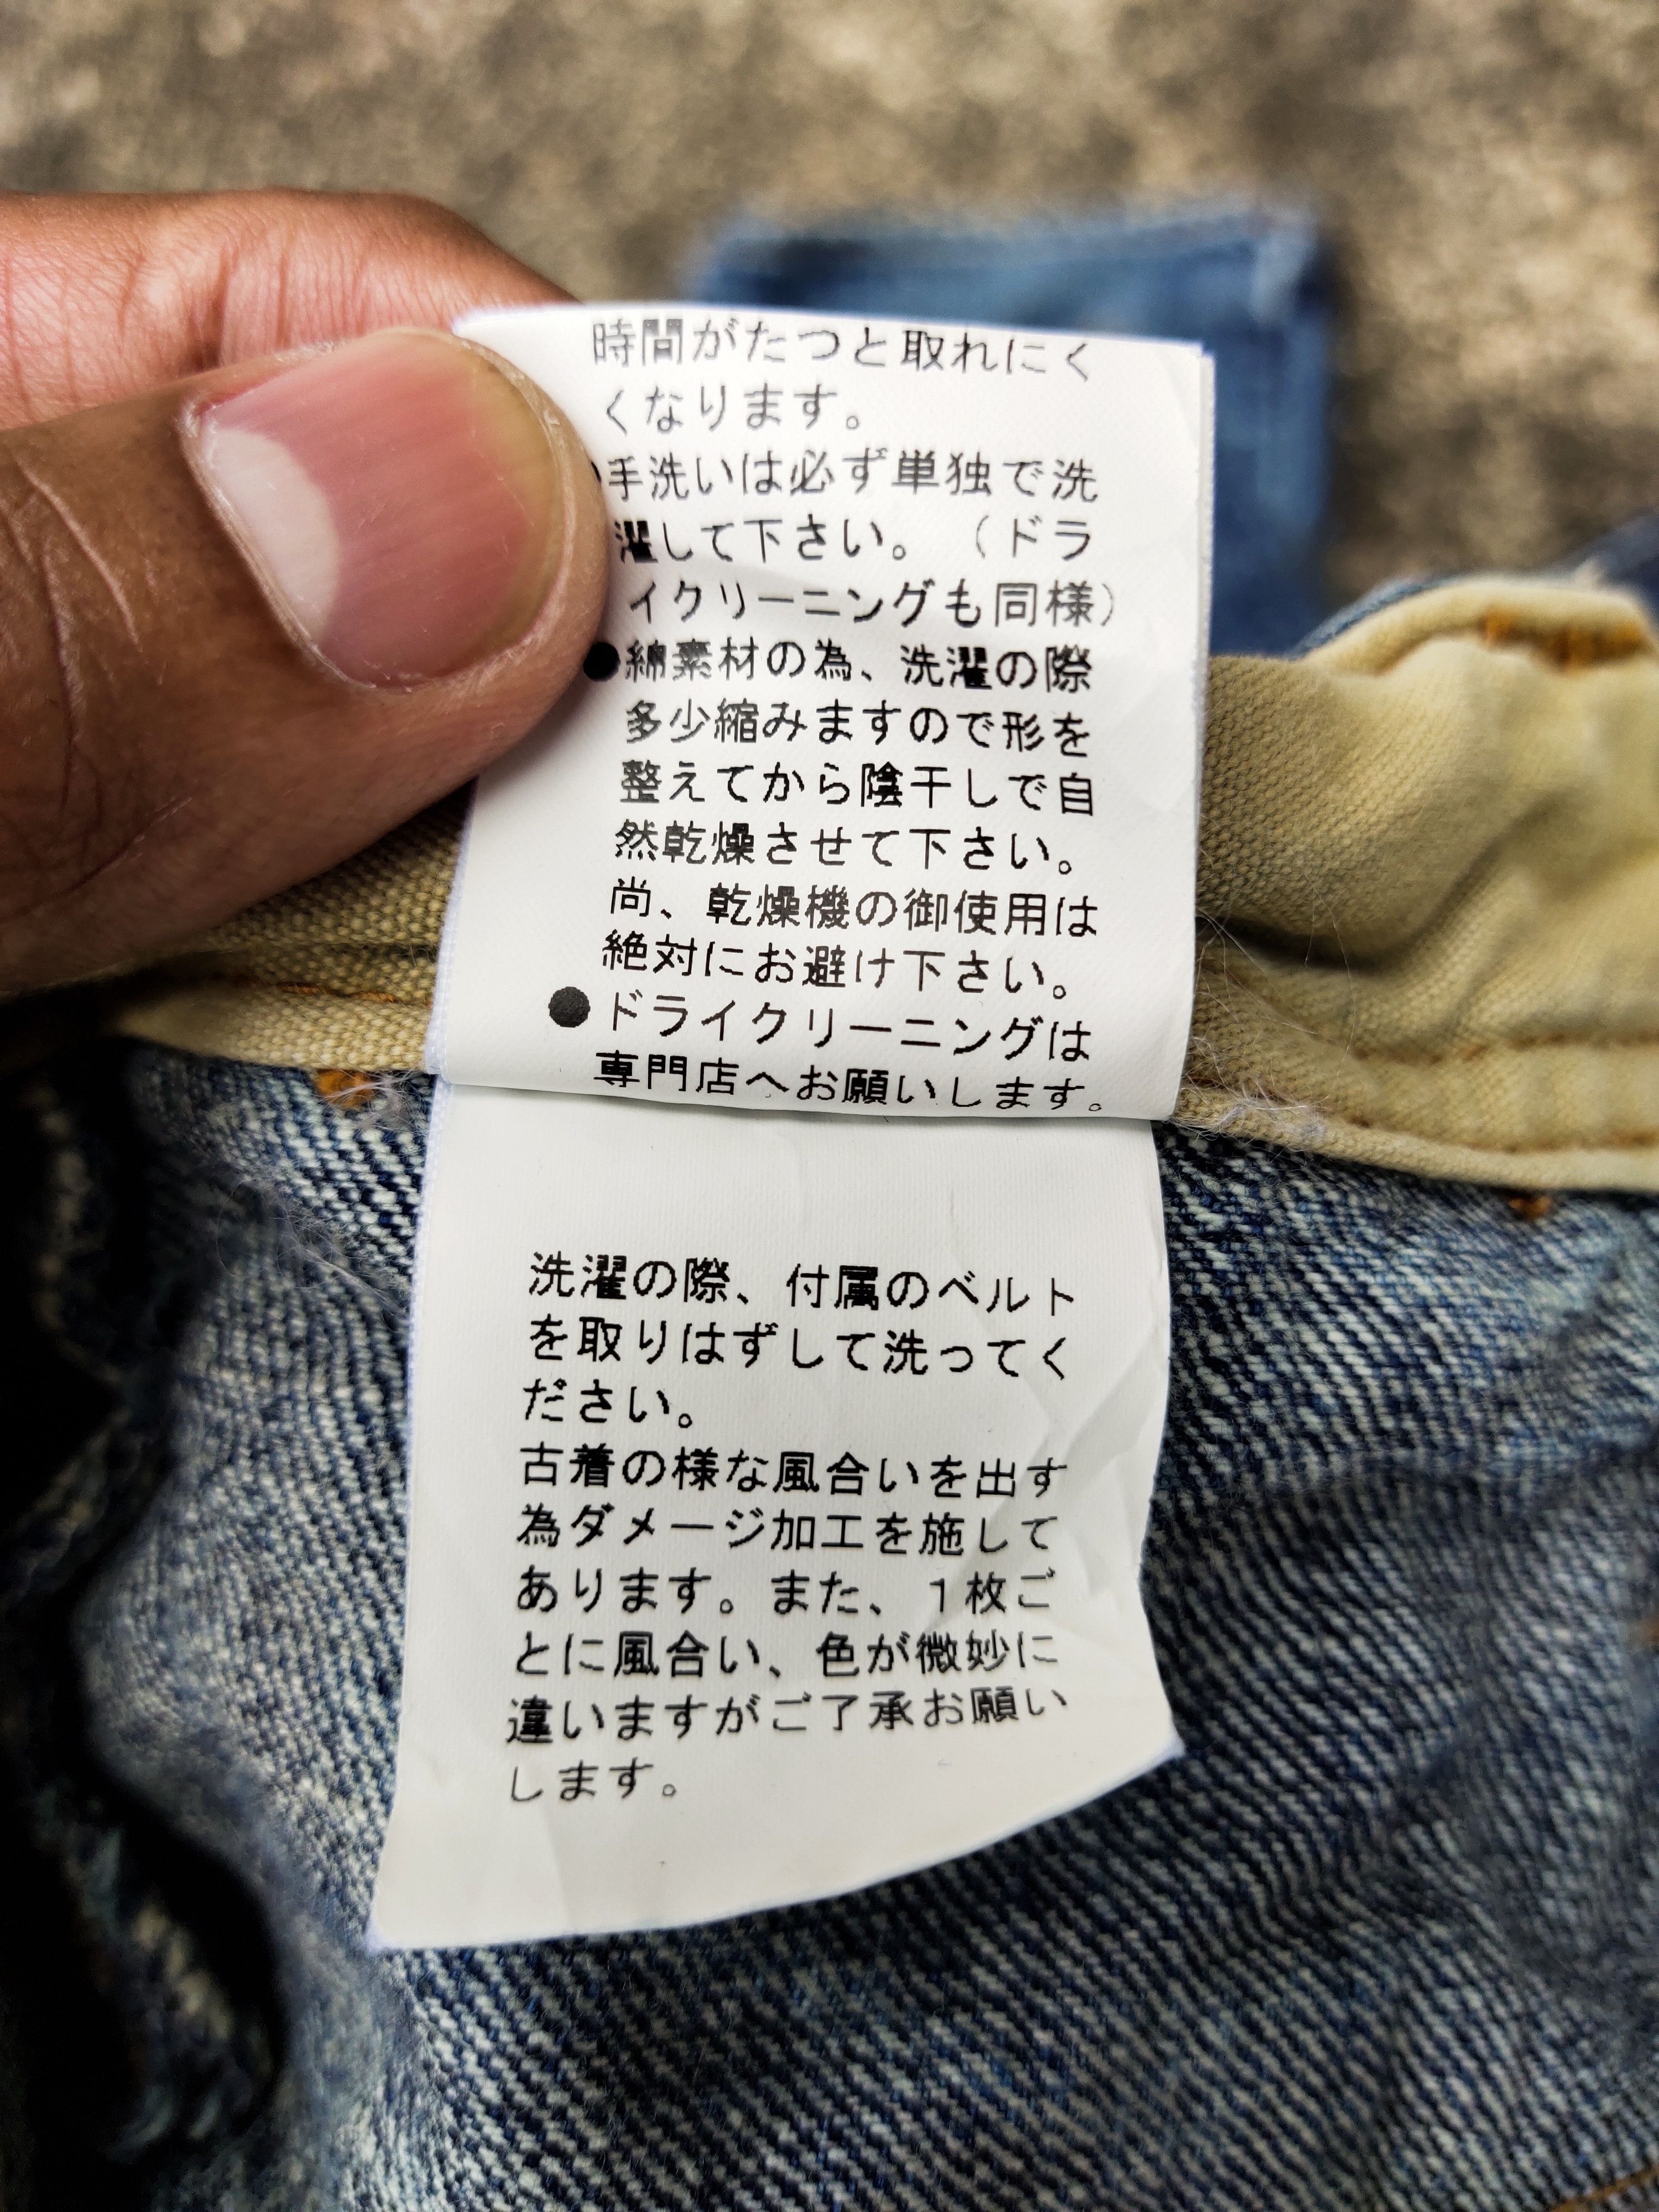 時間がたつと取れにく
くなります。
●手洗いは必ず単独で洗
濯して下さい。（ドラ
イクリーニングも同様）
●綿素材の為、洗濯の際
多少縮みますので形を
整えてから陰干しで自
然乾燥させて下さい。
尚、乾燥機の御使用は
絶対にお避け下さい。
●ドライクリーニングは
専門店へお願いします。
洗濯の際、付属のベルト
を取りはずして洗ってく
ださい。
古着の様な風合いを出す
為ダメージ加工を施して
あります。また、１枚ご
とに風合い、色が微妙に
違いますがご了承お願い
します。